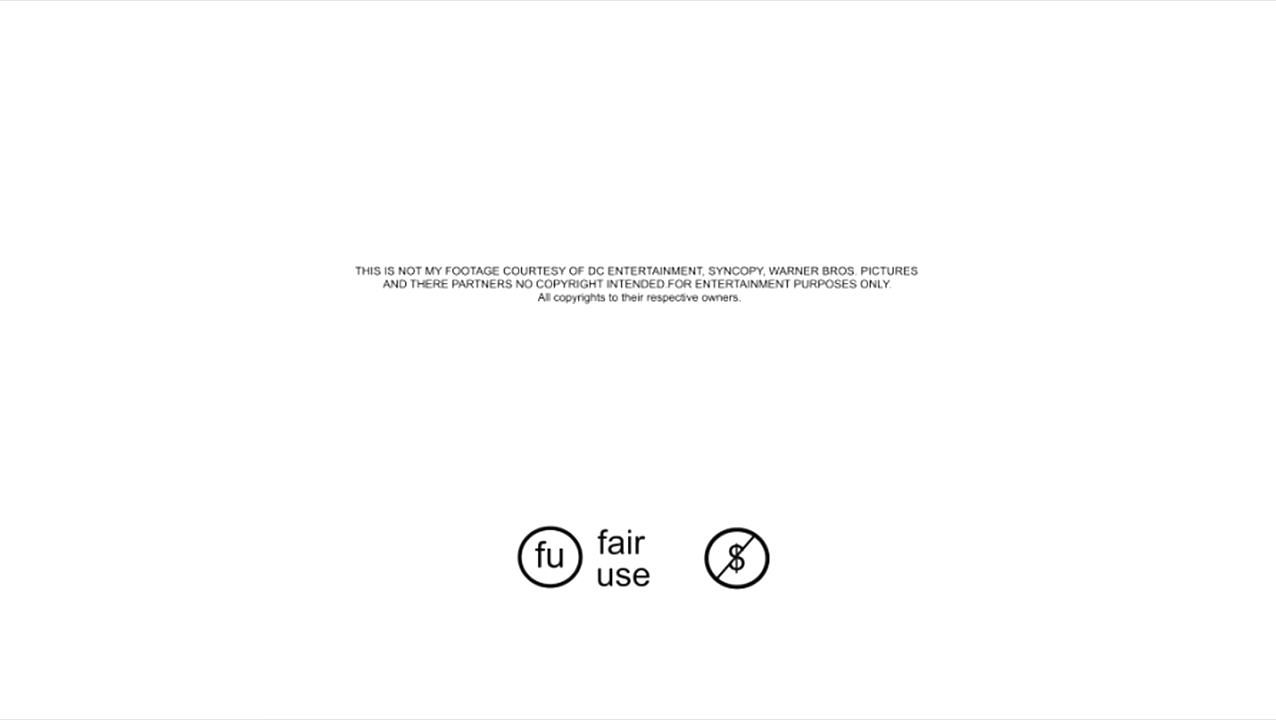 THIS IS NOT MY FOOTAGE COURTESY OF DC ENTERTAINMENT, SYNCOPY, WARNER BROS. PICTURES
AND THERE PARTNERS NO COPYRIGHT INTENDED.FOR ENTERTAINMENT PURPOSES ONLY.
All copyrights to their respective owners.
fu fair
use
$